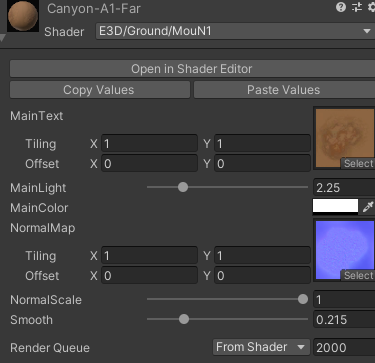 Canyon-A1-Far
Shader E3D/Ground/MouN1
Open in Shader Editor
Copy Values Paste Values
MainText
Tiling X 1 Y 1
Offset X 0 Y 0
Select
MainLight 2.25
MainColor
NormalMap
Tiling X 1 Y 1
Offset X 0 Y 0
Select
NormalScale 1
Smooth 0.215
Render Queue From Shader 2000